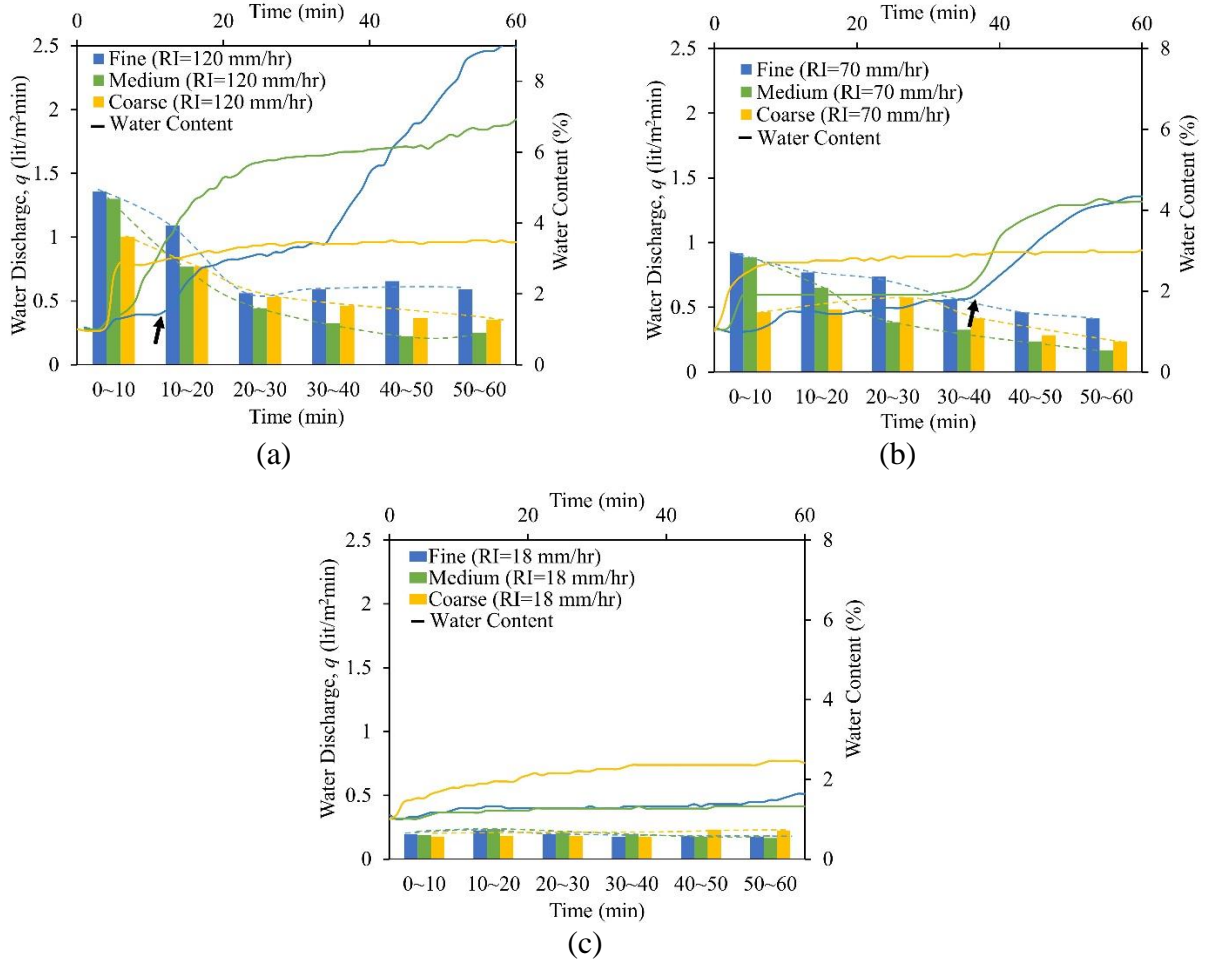 Time (min)
0 20 40 60
2.5
2
1.5
1
0.5
0
Water Discharge, q (lit/m²min)
Fine (RI=120 mm/hr)
Medium (RI=120 mm/hr)
Coarse (RI=120 mm/hr)
Water Content
8
6
4
2
0
Water Content (%)
0~10 10~20 20~30 30~40 40~50 50~60
Time (min)
(a)
Time (min)
0 20 40 60
2.5
2
1.5
1
0.5
0
Water Discharge, q (lit/m²min)
Fine (RI=70 mm/hr)
Medium (RI=70 mm/hr)
Coarse (RI=70 mm/hr)
Water Content
8
6
4
2
0
Water Content (%)
0~10 10~20 20~30 30~40 40~50 50~60
Time (min)
(b)
Time (min)
0 20 40 60
2.5
2
1.5
1
0.5
0
Water Discharge, q (lit/m²min)
Fine (RI=18 mm/hr)
Medium (RI=18 mm/hr)
Coarse (RI=18 mm/hr)
Water Content
8
6
4
2
0
Water Content (%)
0~10 10~20 20~30 30~40 40~50 50~60
Time (min)
(c)